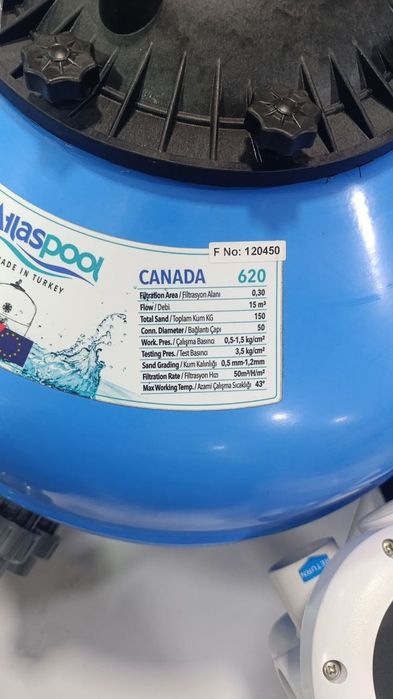 Atlaspool
MADE IN TURKEY
F No: 120450
CANADA 620
Filtration Area / Filtrasyon Alanı 0,30
Flow / Debi 15 m³
Total Sand / Toplam Kum KG 150
Conn. Diameter / Bağlantı Çapı 50
Work. Pres. / Çalışma Basıncı 0,5-1,5 kg/cm²
Testing Pres. / Test Basıncı 3,5 kg/cm²
Sand Grading / Kum Kalınlığı 0,5 mm-1,2mm
Filtration Rate / Filtrasyon Hızı 50m³/H/m²
Max Working Temp. / Azami Çalışma Sıcaklığı 43°
RETURN